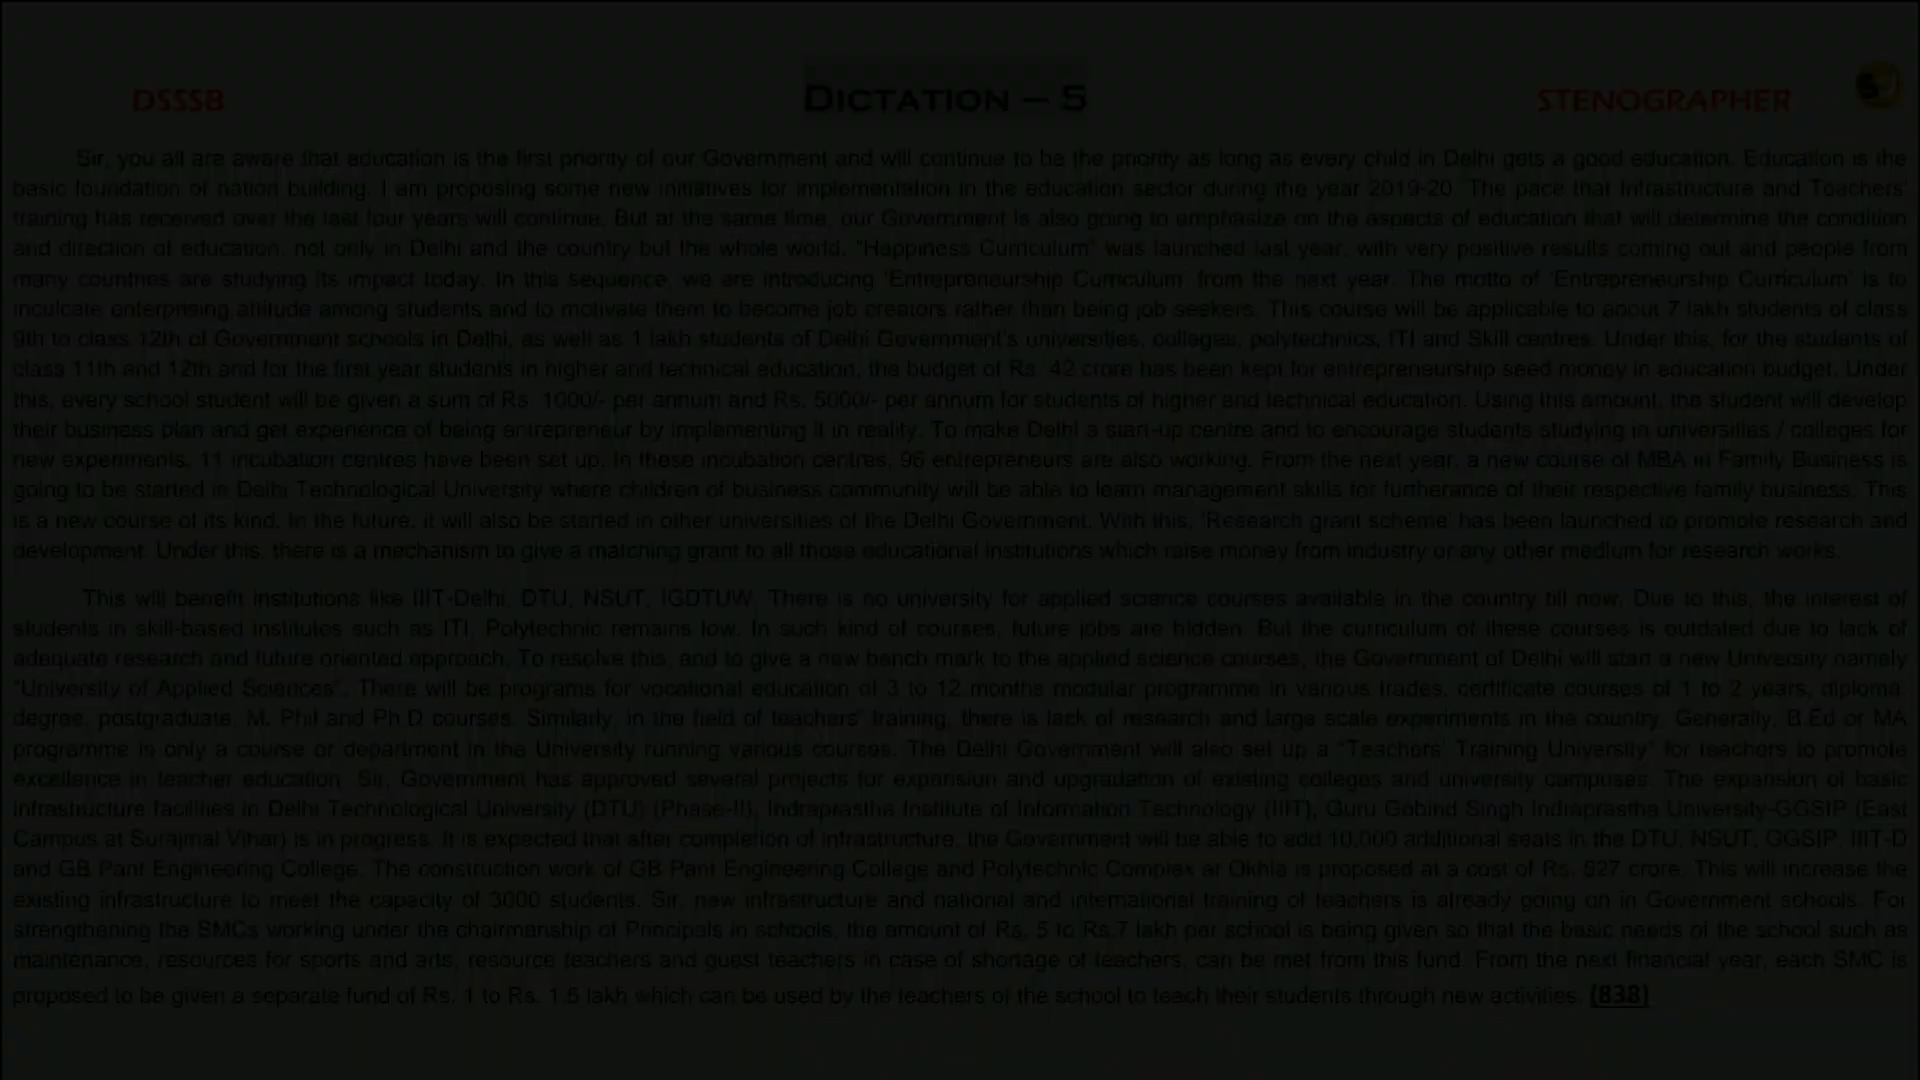 DSSSB
DICTATION – 5
STENOGRAPHER
Sir, you all are aware that education is the first priority of our Government and will continue to be the priority as long as every child in Delhi gets a good education. Education is the
basic foundation of nation building. I am proposing some new initiatives for implementation in the education sector during the year 2019-20. The pace that Infrastructure and Teachers'
training has received over the last four years will continue. But at the same time, our Government is also going to emphasize on the aspects of education that will determine the condition
and direction of education, not only in Delhi and the country but the whole world. "Happiness Curriculum" was launched last year, with very positive results coming out and people from
many countries are studying its impact today. In this sequence, we are introducing 'Entrepreneurship Curriculum' from the next year. The motto of 'Entrepreneurship Curriculum' is to
inculcate enterprising attitude among students and to motivate them to become job creators rather than being job seekers. This course will be applicable to about 7 lakh students of class
9th to class 12th of Government schools in Delhi, as well as 1 lakh students of Delhi Government's universities, colleges, polytechnics, ITI and Skill centres. Under this, for the students of
class 11th and 12th and for the first year students in higher and technical education, the budget of Rs. 42 crore has been kept for entrepreneurship seed money in education budget. Under
this, every school student will be given a sum of Rs. 1000/- per annum and Rs. 5000/- per annum for students of higher and technical education. Using this amount, the student will develop
their business plan and get experience of being entrepreneur by implementing it in reality. To make Delhi a start-up centre and to encourage students studying in universities / colleges for
new experiments, 11 incubation centres have been set up. In these incubation centres, 96 entrepreneurs are also working. From the next year, a new course of MBA in Family Business is
going to be started in Delhi Technological University where children of business community will be able to learn management skills for furtherance of their respective family business. This
is a new course of its kind. In the future, it will also be started in other universities of the Delhi Government. With this, 'Research grant scheme' has been launched to promote research and
development. Under this, there is a mechanism to give a matching grant to all those educational institutions which raise money from industry or any other medium for research works.
This will benefit institutions like IIIT-Delhi, DTU, NSUT, IGDTUW. There is no university for applied science courses available in the country till now. Due to this, the interest of
students in skill-based institutes such as ITI, Polytechnic remains low. In such kind of courses, future jobs are hidden. But the curriculum of these courses is outdated due to lack of
adequate research and future oriented approach. To resolve this, and to give a new bench mark to the applied science courses, the Government of Delhi will start a new University namely
"University of Applied Sciences". There will be programs for vocational education of 3 to 12 months modular programme in various trades, certificate courses of 1 to 2 years, diploma,
degree, postgraduate, M. Phil and Ph.D courses. Similarly, in the field of teachers' training, there is lack of research and large scale experiments in the country. Generally, B.Ed or MA
programme is only a course or department in the University running various courses. The Delhi Government will also set up a "Teachers' Training University" for teachers to promote
excellence in teacher education. Sir, Government has approved several projects for expansion and upgradation of existing colleges and university campuses. The expansion of basic
infrastructure facilities in Delhi Technological University (DTU) (Phase-II), Indraprastha Institute of Information Technology (IIIT), Guru Gobind Singh Indraprastha University-GGSIP (East
Campus at Surajmal Vihar) is in progress. It is expected that after completion of infrastructure, the Government will be able to add 10,000 additional seats in the DTU, NSUT, GGSIP, IIIT-D
and GB Pant Engineering College. The construction work of GB Pant Engineering College and Polytechnic Complex at Okhla is proposed at a cost of Rs. 527 crore. This will increase the
existing infrastructure to meet the capacity of 3000 students. Sir, new infrastructure and national and international training of teachers is already going on in Government schools. For
strengthening the SMCs working under the chairmanship of Principals in schools, the amount of Rs. 5 to Rs.7 lakh per school is being given so that the basic needs of the school such as
maintenance, resources for sports and arts, resource teachers and guest teachers in case of shortage of teachers, can be met from this fund. From the next financial year, each SMC is
proposed to be given a separate fund of Rs. 1 to Rs. 1.5 lakh which can be used by the teachers of the school to teach their students through new activities. (838)